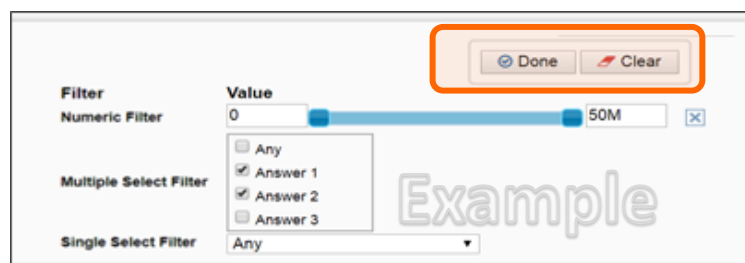 Done Clear
Filter Value
Numeric Filter 0 50M
Any
Answer 1
Multiple Select Filter
Answer 2
Answer 3
Example
Single Select Filter Any